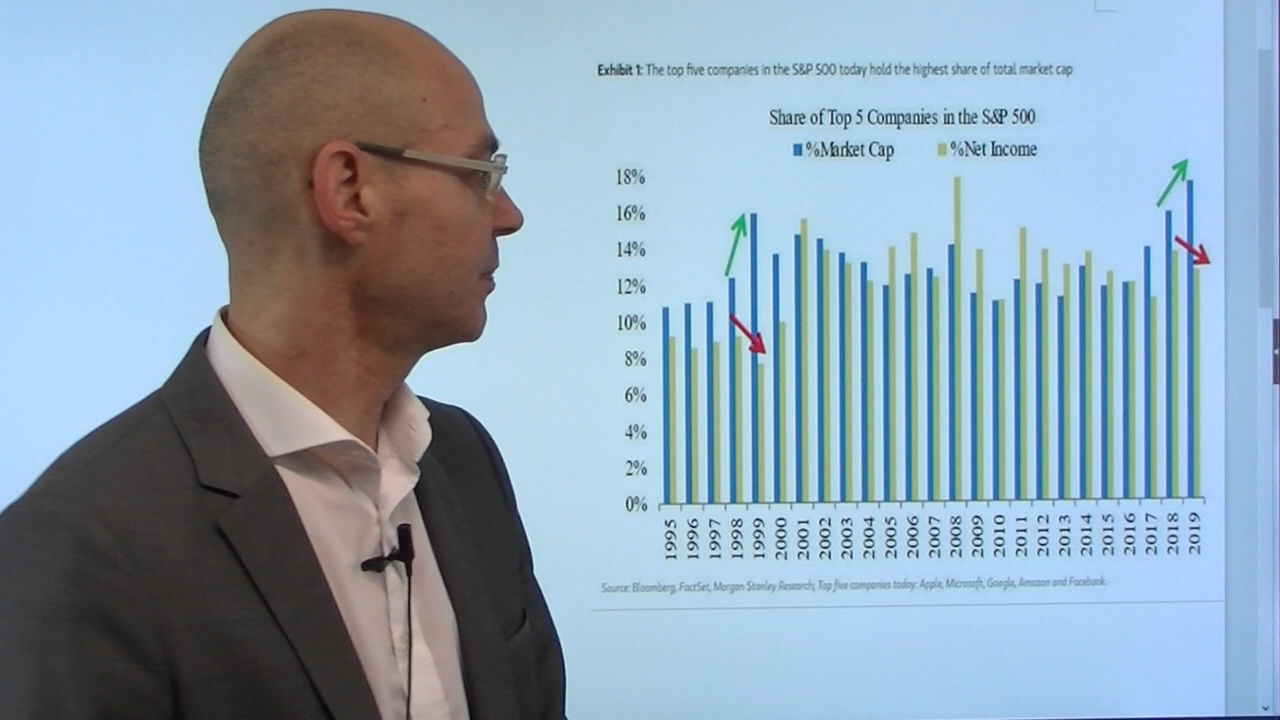 Exhibit 1: The top five companies in the S&P 500 today hold the highest share of total market cap
Share of Top 5 Companies in the S&P 500
%Market Cap %Net Income
18%
16%
14%
12%
10%
8%
6%
4%
2%
0%
1995 1996 1997 1998 1999 2000 2001 2002 2003 2004 2005 2006 2007 2008 2009 2010 2011 2012 2013 2014 2015 2016 2017 2018 2019
Source: Bloomberg, FactSet, Morgan Stanley Research; Top five companies today: Apple, Microsoft, Google, Amazon and Facebook.